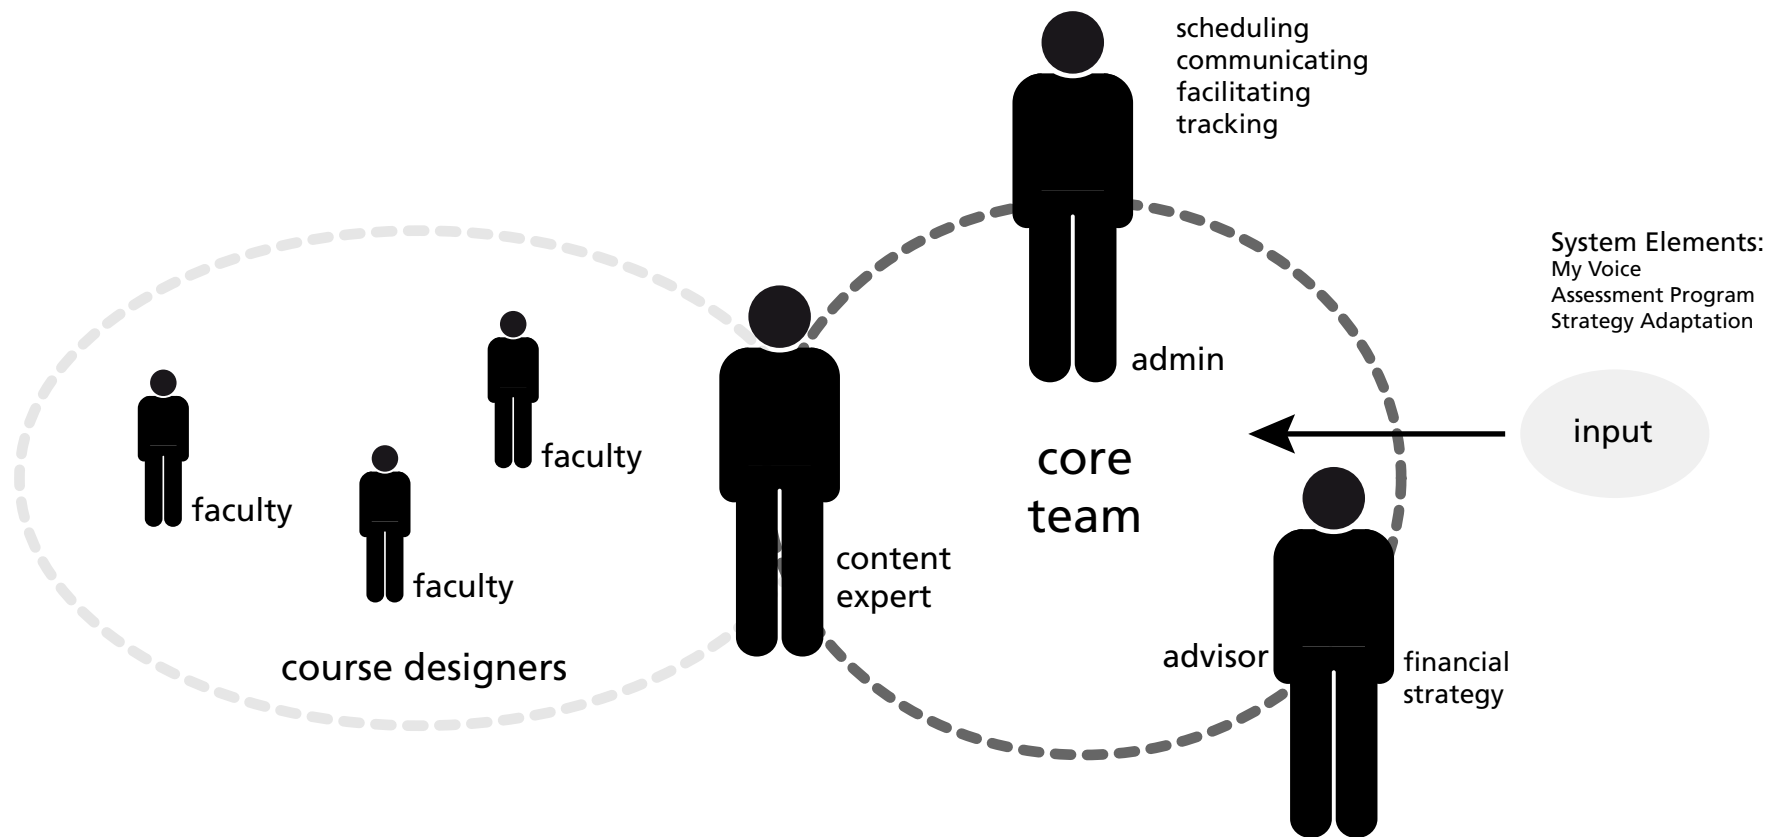 scheduling
communicating
facilitating
tracking
System Elements:
My Voice
Assessment Program
Strategy Adaptation
admin
input
core
team
faculty
faculty
faculty
content
expert
course designers
advisor
financial
strategy